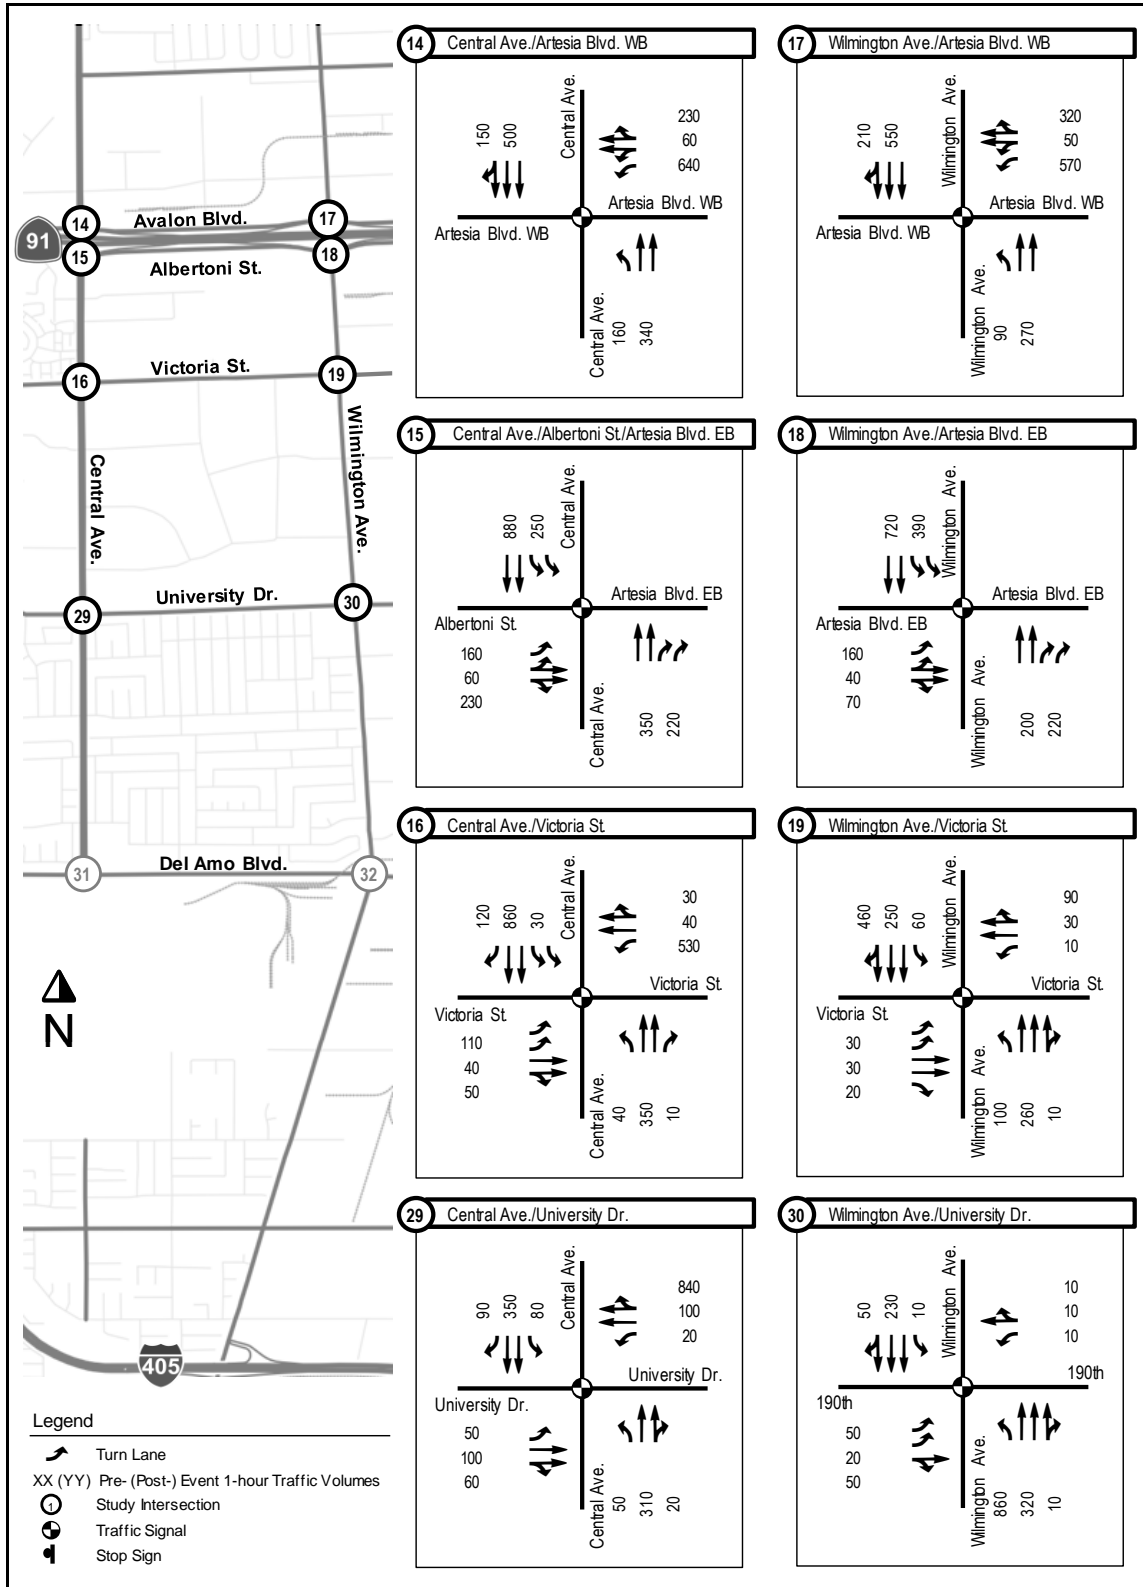 14
Avalon Blvd.
17
91
15
Albertoni St.
18
16
Victoria St.
19
Central Ave.
Wilmington Ave.
29
University Dr.
30
31
Del Amo Blvd.
32
N
405
Legend
Turn Lane
XX (YY) Pre- (Post-) Event 1-hour Traffic Volumes
1 Study Intersection
Traffic Signal
Stop Sign
14 Central Ave./Artesia Blvd. WB
150
500
Central Ave.
230
60
640
Artesia Blvd. WB
Artesia Blvd. WB
Central Ave.
160
340
17 Wilmington Ave./Artesia Blvd. WB
210
550
Wilmington Ave.
320
50
570
Artesia Blvd. WB
Artesia Blvd. WB
Wilmington Ave.
90
270
15 Central Ave./Albertoni St./Artesia Blvd. EB
880
250
Central Ave.
Artesia Blvd. EB
Albertoni St.
160
60
230
Central Ave.
350
220
18 Wilmington Ave./Artesia Blvd. EB
720
390
Wilmington Ave.
Artesia Blvd. EB
Artesia Blvd. EB
160
40
70
Wilmington Ave.
200
220
16 Central Ave./Victoria St.
120
860
30
Central Ave.
30
40
530
Victoria St.
Victoria St.
110
40
50
Central Ave.
40
350
10
19 Wilmington Ave./Victoria St.
460
250
60
Wilmington Ave.
90
30
10
Victoria St.
Victoria St.
30
30
20
Wilmington Ave.
100
260
10
29 Central Ave./University Dr.
90
350
80
Central Ave.
840
100
20
University Dr.
University Dr.
50
100
60
Central Ave.
50
310
20
30 Wilmington Ave./University Dr.
50
230
10
Wilmington Ave.
10
10
10
190th
190th
50
20
50
Wilmington Ave.
860
320
10